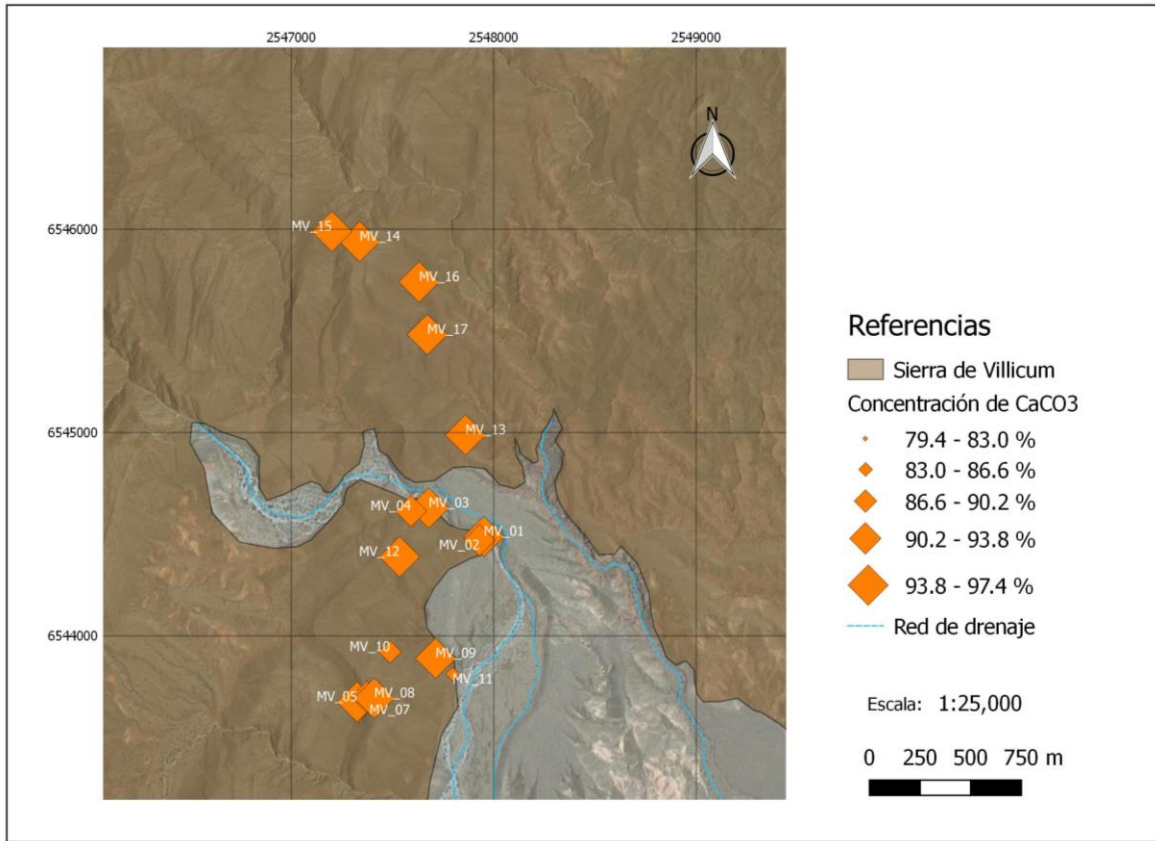 2547000 2548000 2549000
N
6546000
MV_15
MV_14
MV_16
MV_17
6545000
MV_13
MV_04
MV_03
MV_01
MV_02
MV_12
6544000
MV_10
MV_09
MV_11
MV_05
MV_08
MV_07
Referencias
Sierra de Villicum
Concentración de CaCO3
79.4 - 83.0 %
83.0 - 86.6 %
86.6 - 90.2 %
90.2 - 93.8 %
93.8 - 97.4 %
Red de drenaje
Escala: 1:25,000
0 250 500 750 m